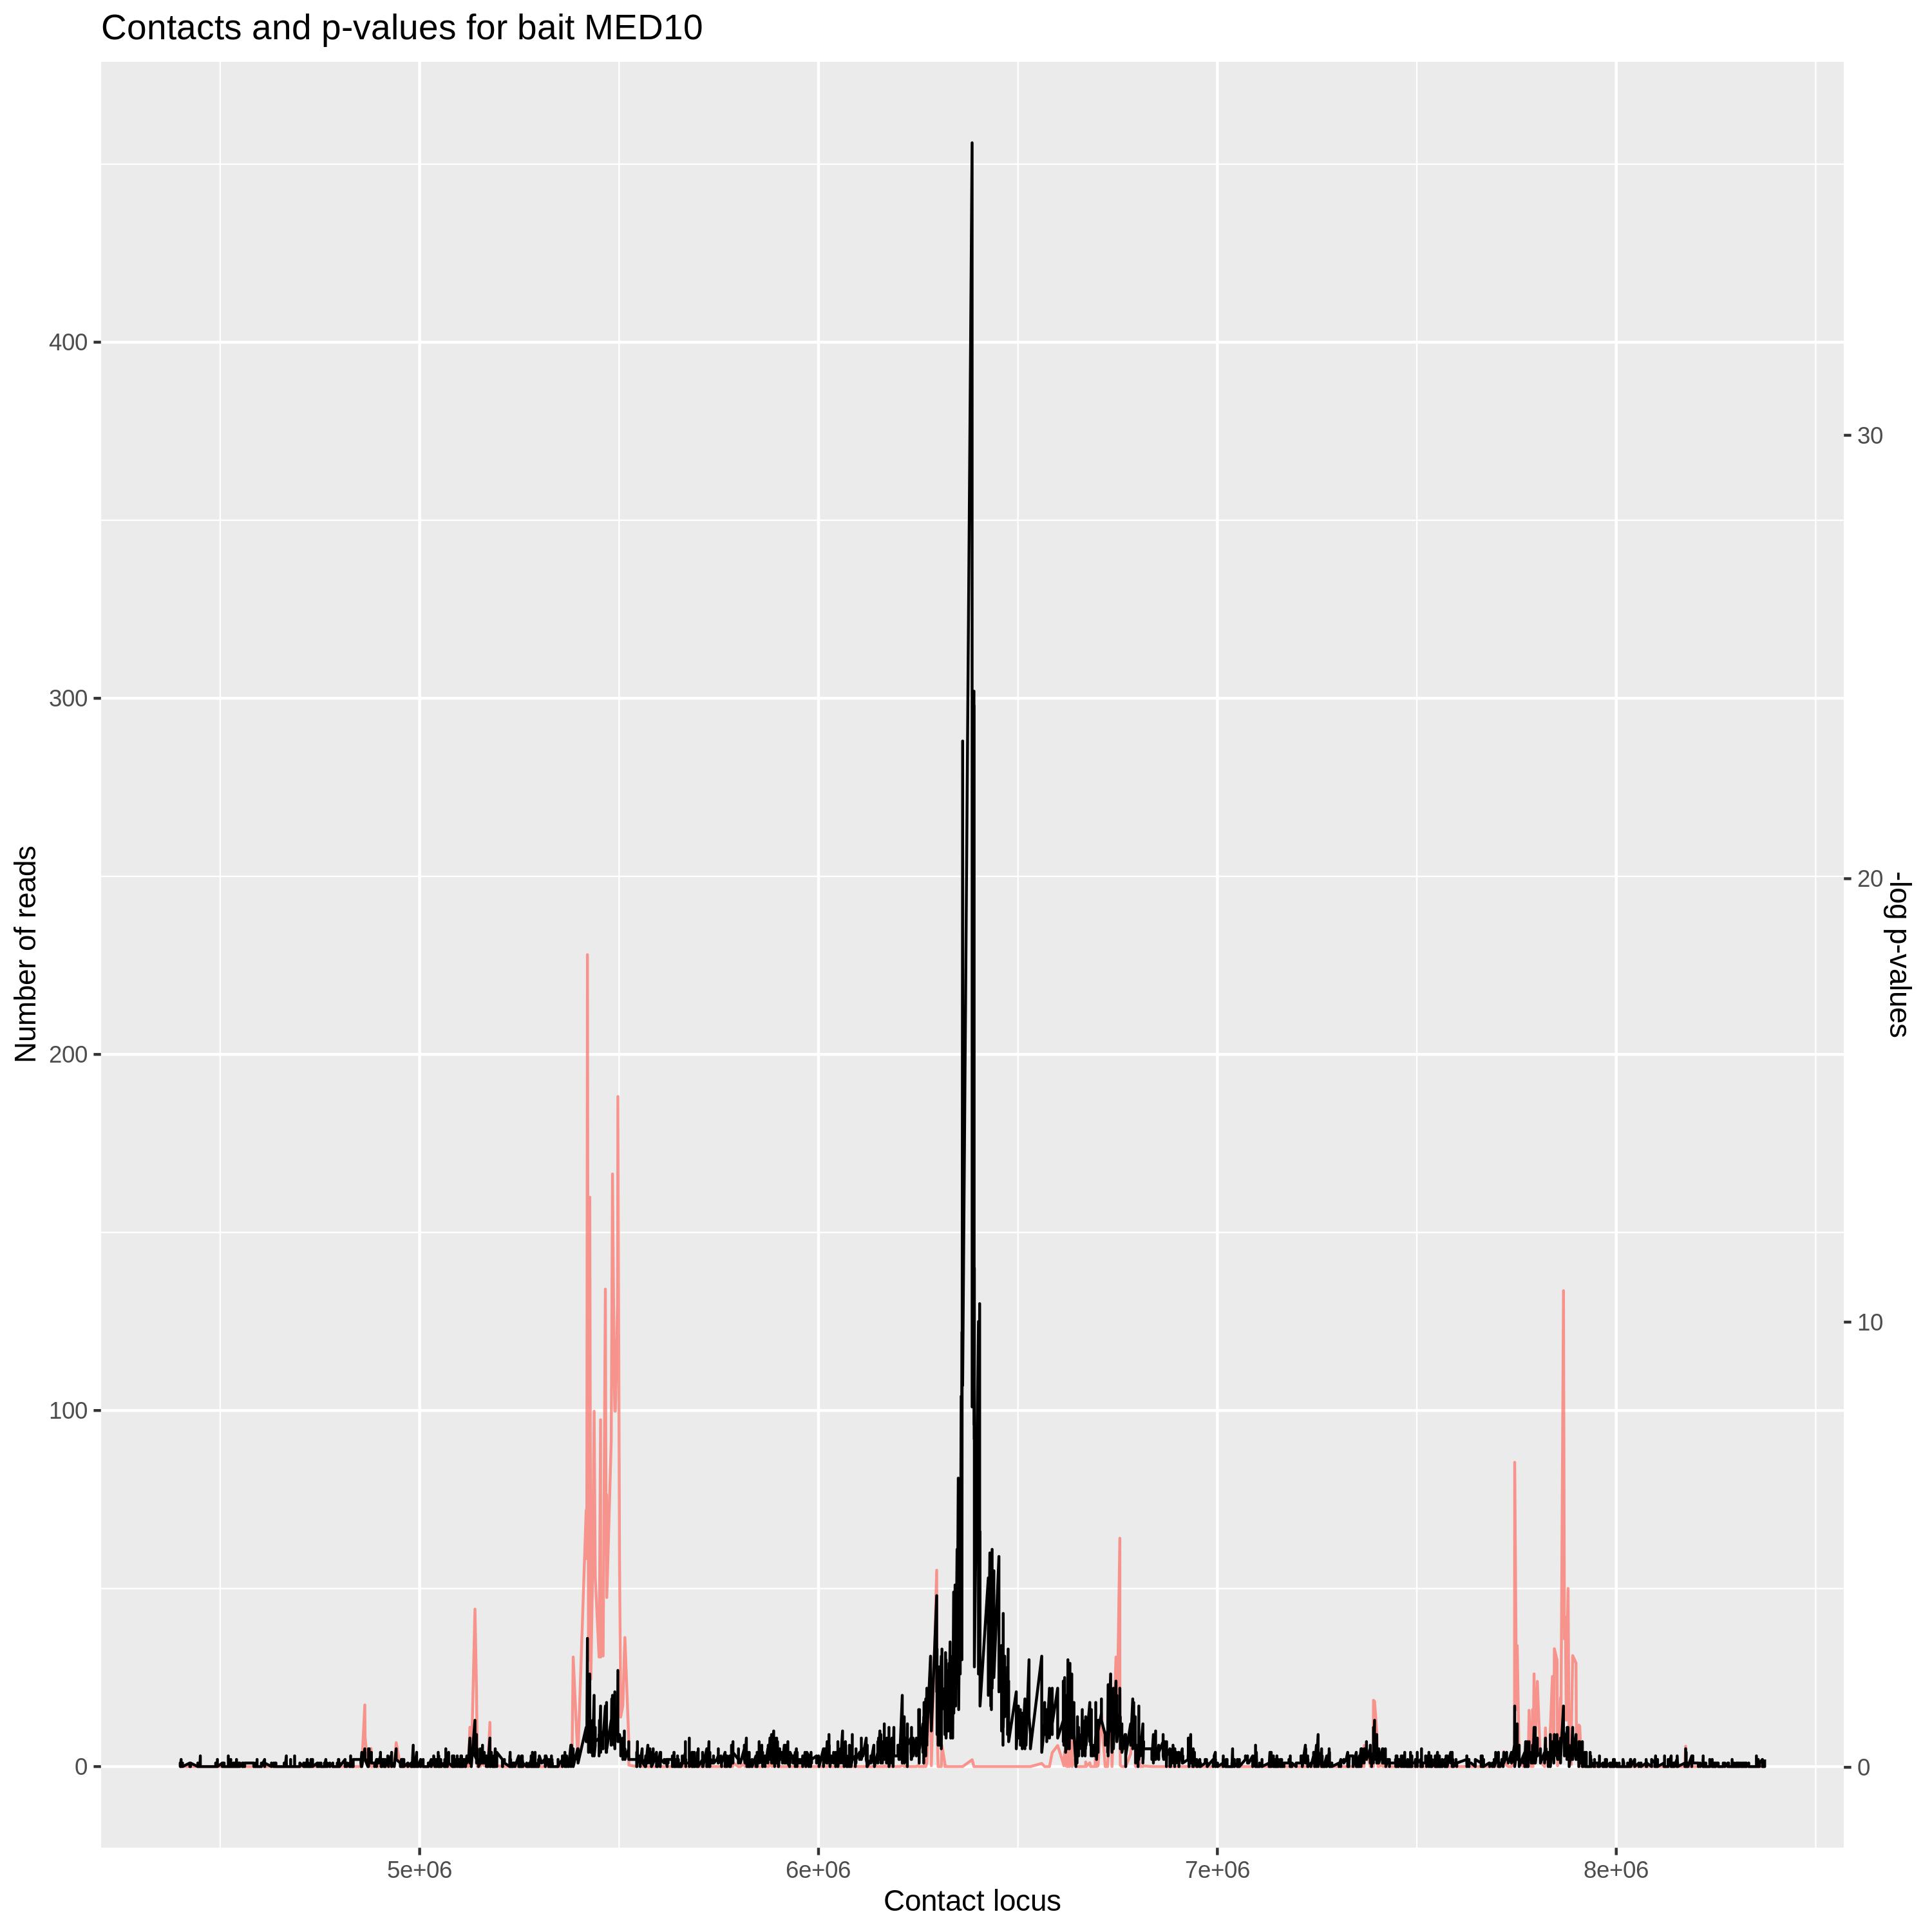 Contacts and p-values for bait MED10
400
300
200
100
0
Number of reads
30
20
10
0
-log p-values
5e+06
6e+06
7e+06
8e+06
Contact locus